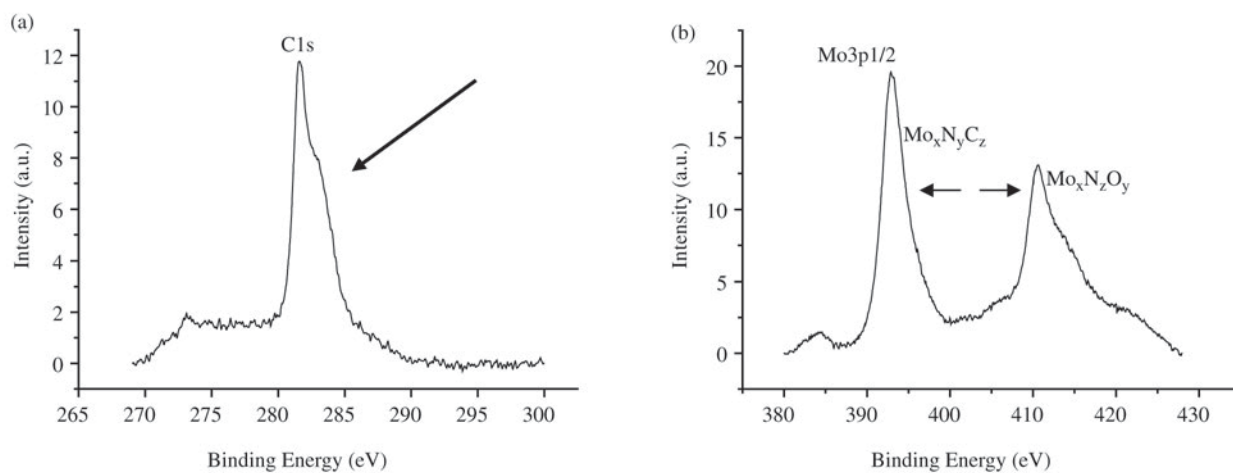 (a)
C1s
12
10
8
6
4
2
0
Intensity (a.u.)
265 270 275 280 285 290 295 300
Binding Energy (eV)
(b)
Mo3p1/2
MoxNyCz
MoxNzOy
20
15
10
5
0
Intensity (a.u.)
380 390 400 410 420 430
Binding Energy (eV)